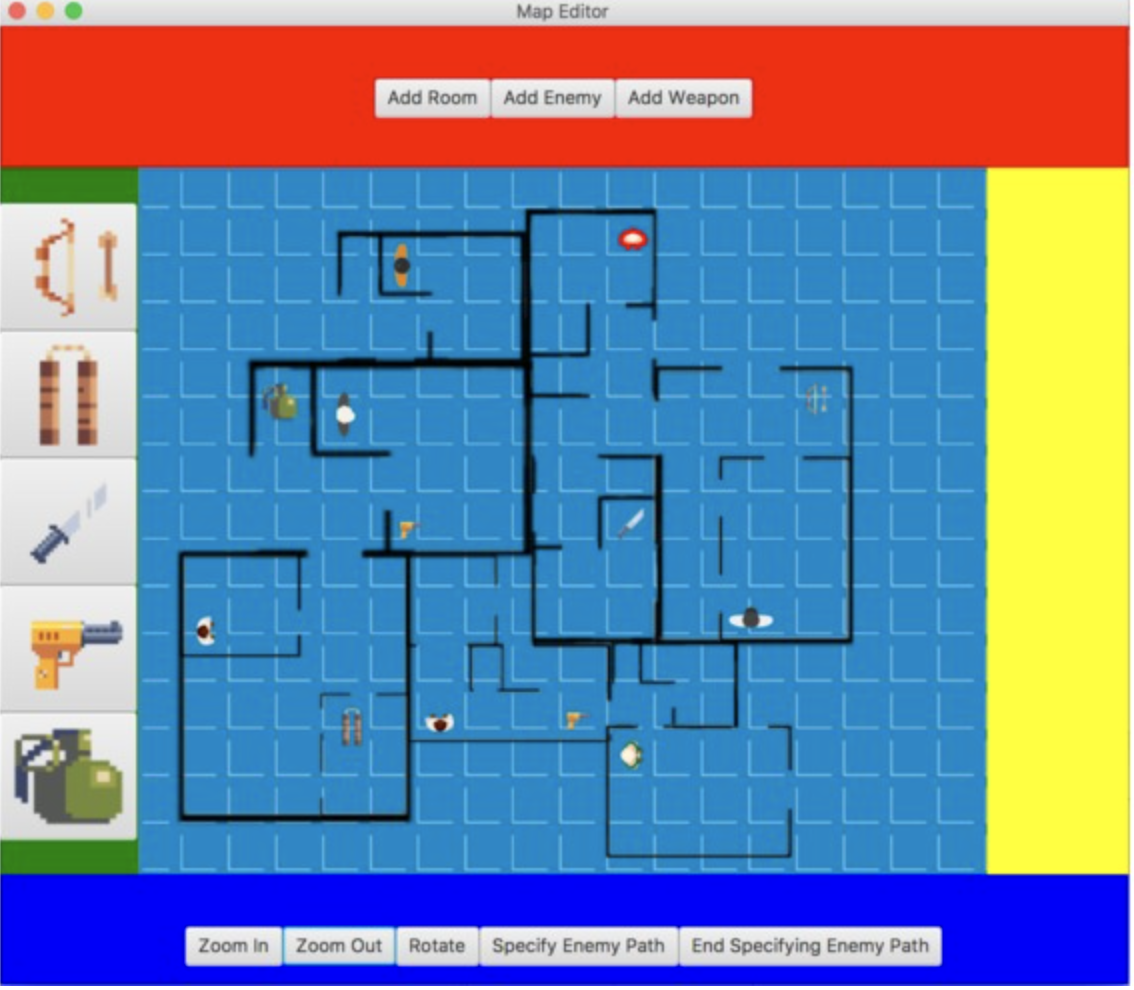 Map Editor
Add Room Add Enemy Add Weapon
Zoom In Zoom Out Rotate Specify Enemy Path End Specifying Enemy Path